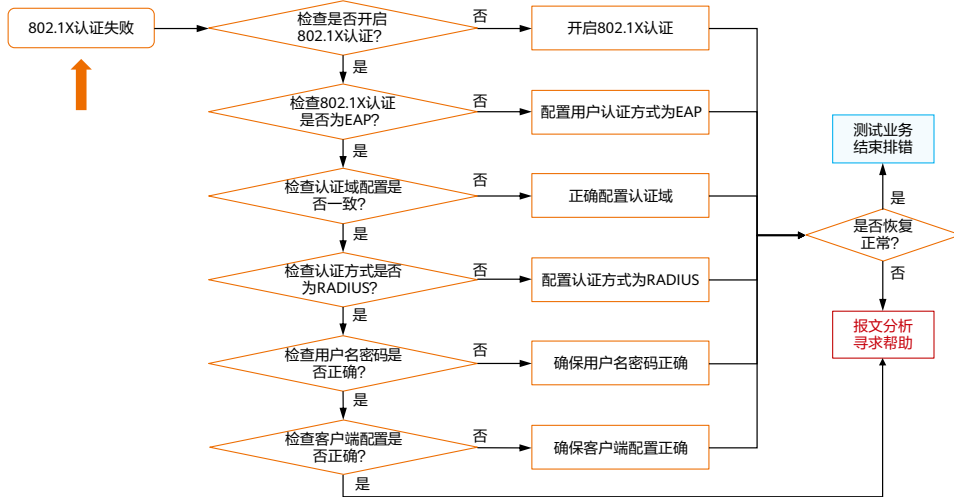 802.1X认证失败
检查是否开启
802.1X认证?
否
开启802.1X认证
是
检查802.1X认证
是否为EAP?
否
配置用户认证方式为EAP
是
检查认证域配置是
否一致?
否
正确配置认证域
是
检查认证方式是否
为RADIUS?
否
配置认证方式为RADIUS
是
检查用户名密码是
否正确?
否
确保用户名密码正确
是
检查客户端配置是
否正确?
否
确保客户端配置正确
是
测试业务
结束排错
是
是否恢复
正常?
否
报文分析
寻求帮助